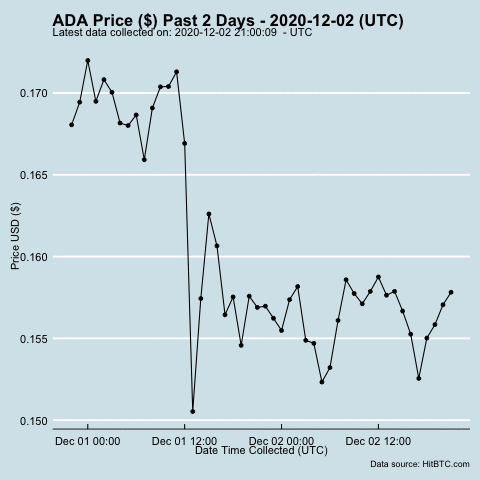 ADA Price ($) Past 2 Days - 2020-12-02 (UTC)
Latest data collected on: 2020-12-02 21:00:09 - UTC
0.170
0.165
0.160
0.155
0.150
Price USD ($)
Dec 01 00:00 Dec 01 12:00 Dec 02 00:00 Dec 02 12:00
Date Time Collected (UTC)
Data source: HitBTC.com